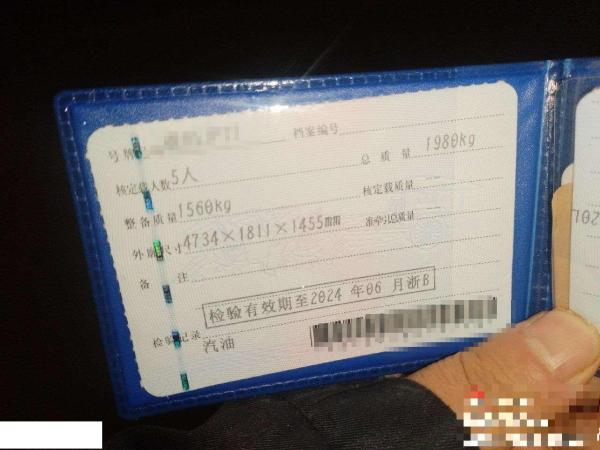 号牌号码 档案编号
核定载人数 5人 总质量 1980kg
整备质量 1560kg 核定载质量 --
外廓尺寸 4734×1811×1455㎜ 准牵引总质量 --
备注
检验有效期至2024年06月浙B
检验记录
汽油
201